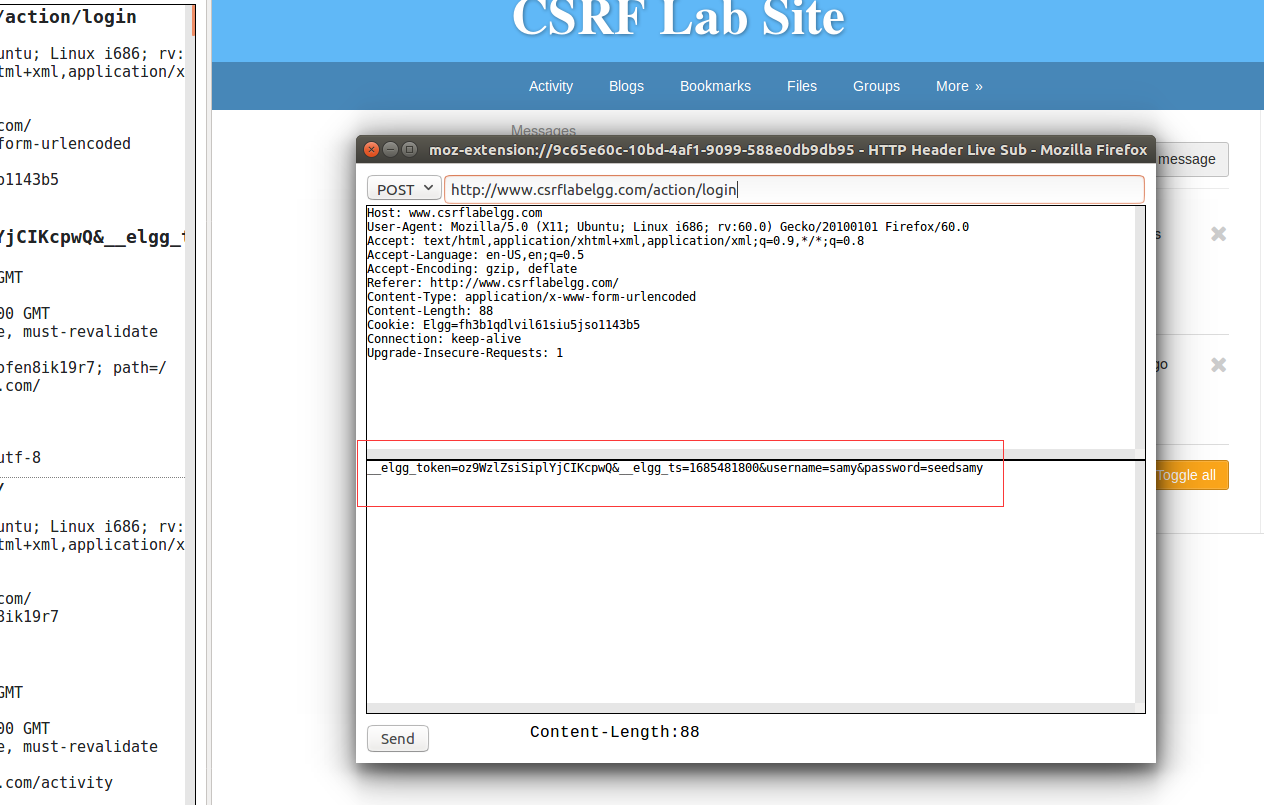 /action/login
untu; Linux i686; rv:
tml+xml,application/x
com/
form-urlencoded
o1143b5
YjCIKcpwQ&__elgg_t
GMT
00 GMT
e, must-revalidate
ofen8ik19r7; path=/
.com/
utf-8
/
untu; Linux i686; rv:
tml+xml,application/x
com/
8ik19r7
GMT
00 GMT
e, must-revalidate
.com/activity
CSRF Lab Site
Activity Blogs Bookmarks Files Groups More »
Messages
message
s
go
Toggle all
moz-extension://9c65e60c-10bd-4af1-9099-588e0db9db95 - HTTP Header Live Sub - Mozilla Firefox
POST http://www.csrflabelgg.com/action/login
Host: www.csrflabelgg.com
User-Agent: Mozilla/5.0 (X11; Ubuntu; Linux i686; rv:60.0) Gecko/20100101 Firefox/60.0
Accept: text/html,application/xhtml+xml,application/xml;q=0.9,*/*;q=0.8
Accept-Language: en-US,en;q=0.5
Accept-Encoding: gzip, deflate
Referer: http://www.csrflabelgg.com/
Content-Type: application/x-www-form-urlencoded
Content-Length: 88
Cookie: Elgg=fh3b1qdlvil61siu5jso1143b5
Connection: keep-alive
Upgrade-Insecure-Requests: 1
__elgg_token=oz9WzlZsiSiplYjCIKcpwQ&__elgg_ts=1685481800&username=samy&password=seedsamy
Send
Content-Length:88